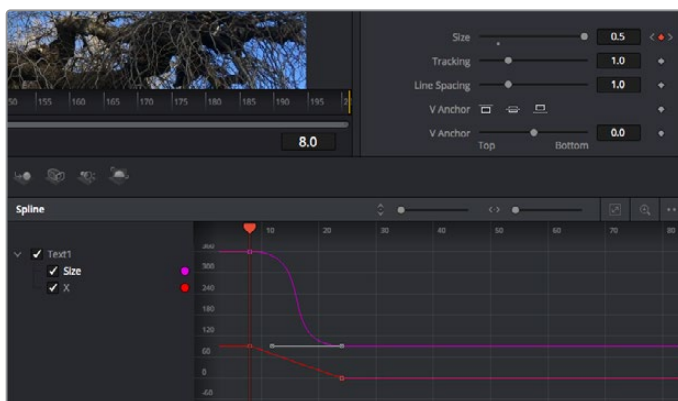 Size 0.5
Tracking 1.0
Line Spacing 1.0
V Anchor
V Anchor 0.0
Top Bottom
155 160 165 170 175 180 185 190 195
8.0
Spline
10 20 30 40 50 60 70 80
Text1
Size
X
300
240
180
120
60
0
-60